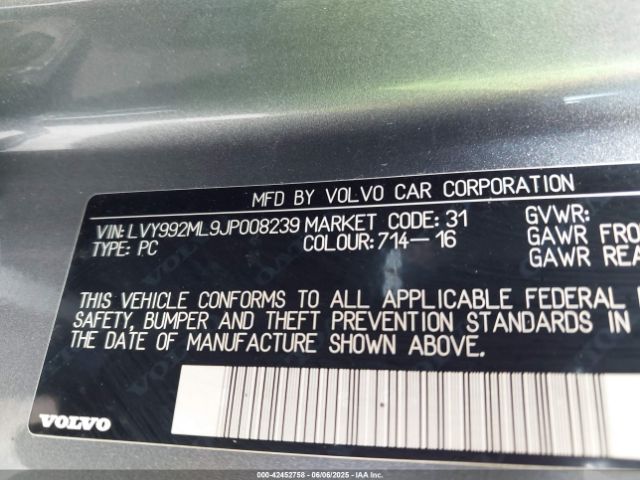 MFD BY VOLVO CAR CORPORATION
VIN: LVY992ML9JP008239 MARKET CODE: 31 GVWR:
TYPE: PC COLOUR: 714-16 GAWR FRO
GAWR REA
THIS VEHICLE CONFORMS TO ALL APPLICABLE FEDERAL
SAFETY, BUMPER AND THEFT PREVENTION STANDARDS IN
THE DATE OF MANUFACTURE SHOWN ABOVE.
VOLVO
000-42452758 06/06/2025 - IAAI.COM